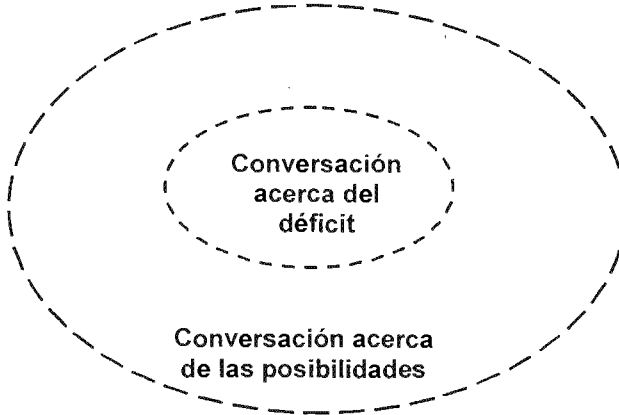 Conversación
acerca del
déficit
Conversación acerca
de las posibilidades